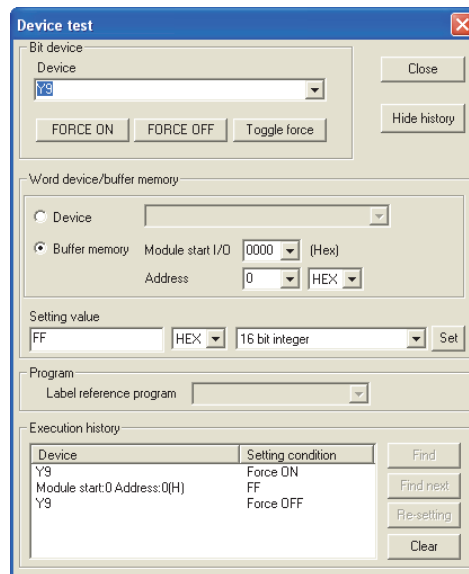 Device test
Bit device
Device
Y9
Close
FORCE ON FORCE OFF Toggle force
Hide history
Word device/buffer memory
Device
Buffer memory Module start I/O 0000 (Hex)
Address 0 HEX
Setting value
FF HEX 16 bit integer Set
Program
Label reference program
Execution history
Device Setting condition
Y9 Force ON
Module start:0 Address:0(H) FF
Y9 Force OFF
Find
Find next
Re-setting
Clear